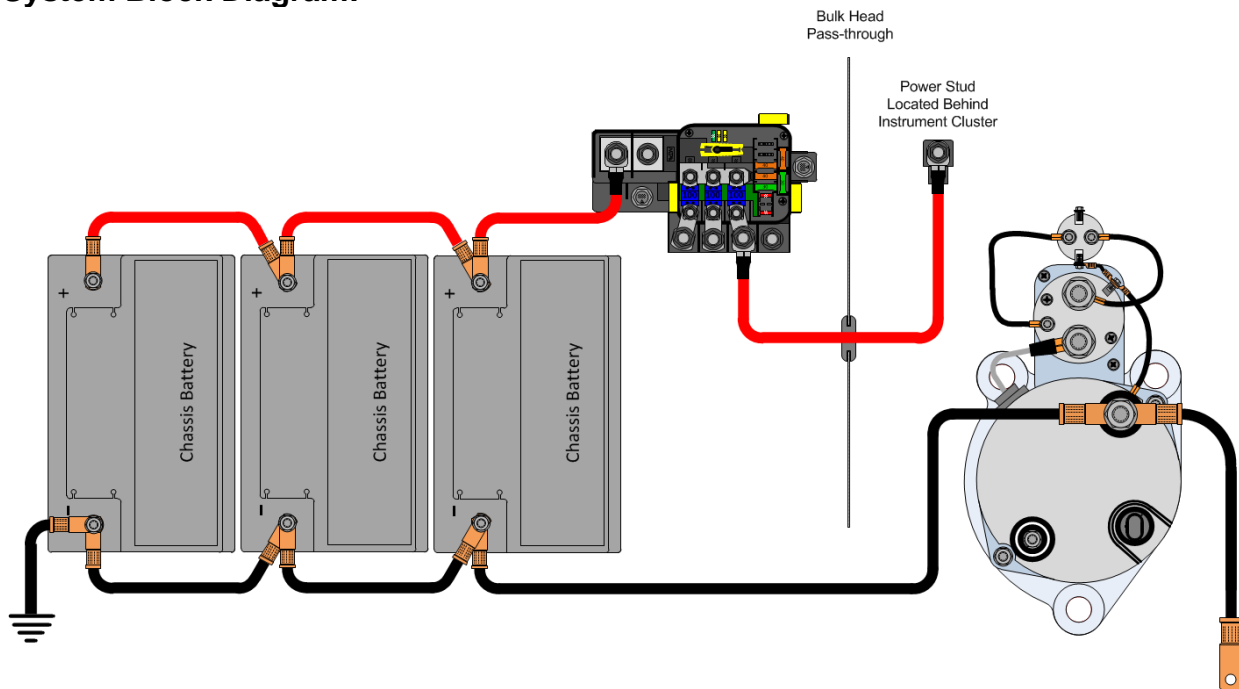 System Block Diagram:
Bulk Head
Pass-through
Power Stud
Located Behind
Instrument Cluster
+
+
+
Chassis Battery
Chassis Battery
Chassis Battery
-
-
-